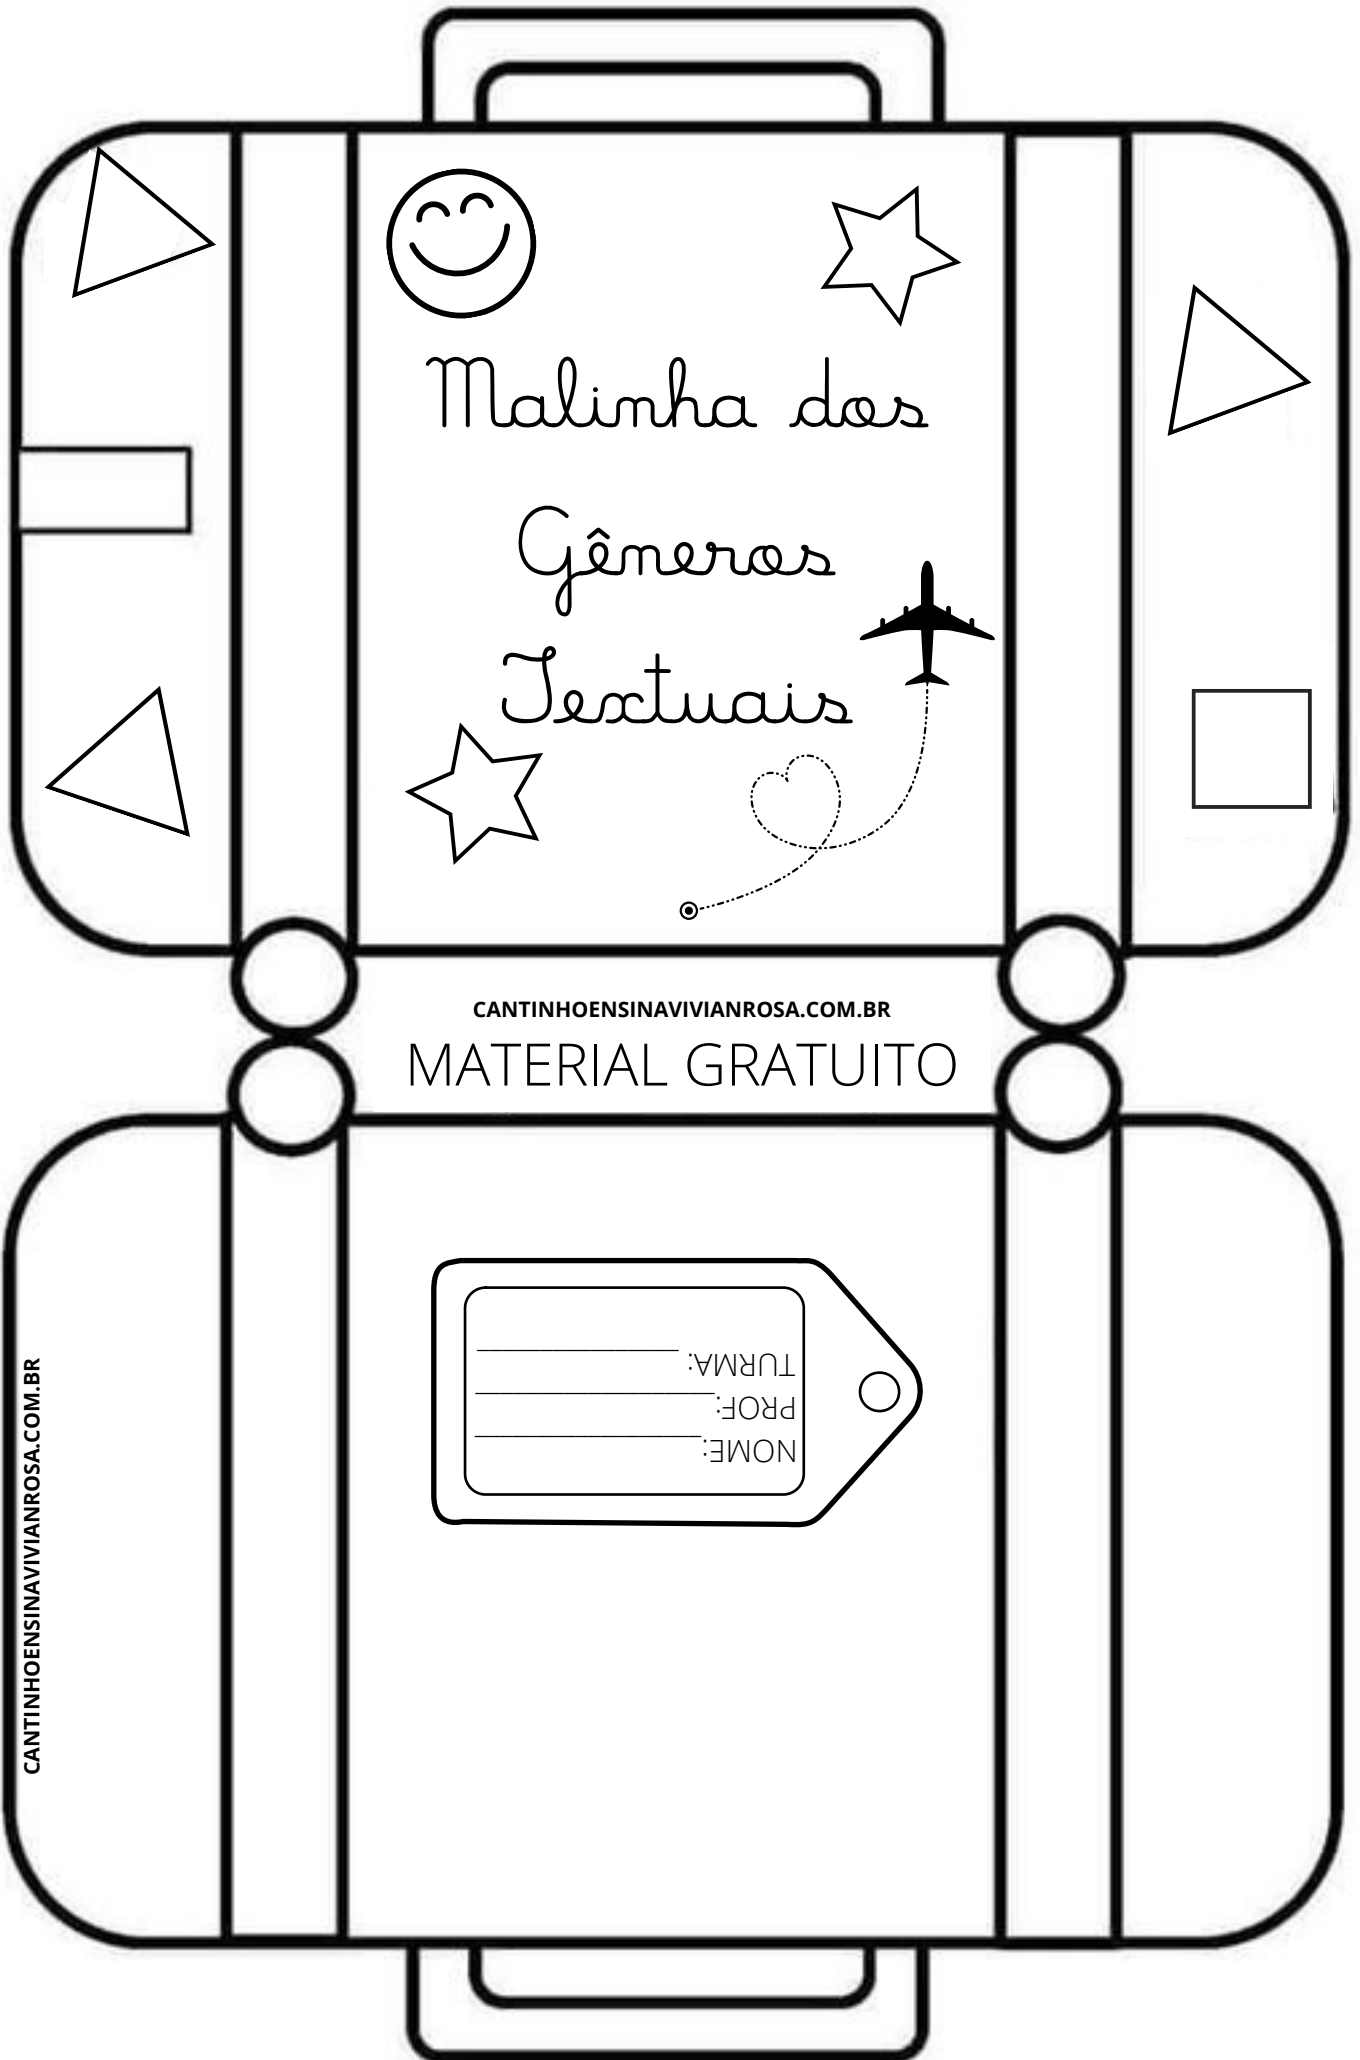 Malinha dos
Gêneros
Textuais
CANTINHOENSINAVIVIANROSA.COM.BR
MATERIAL GRATUITO
NOME:
PROF:
TURMA:
CANTINHOENSINAVIVIANROSA.COM.BR